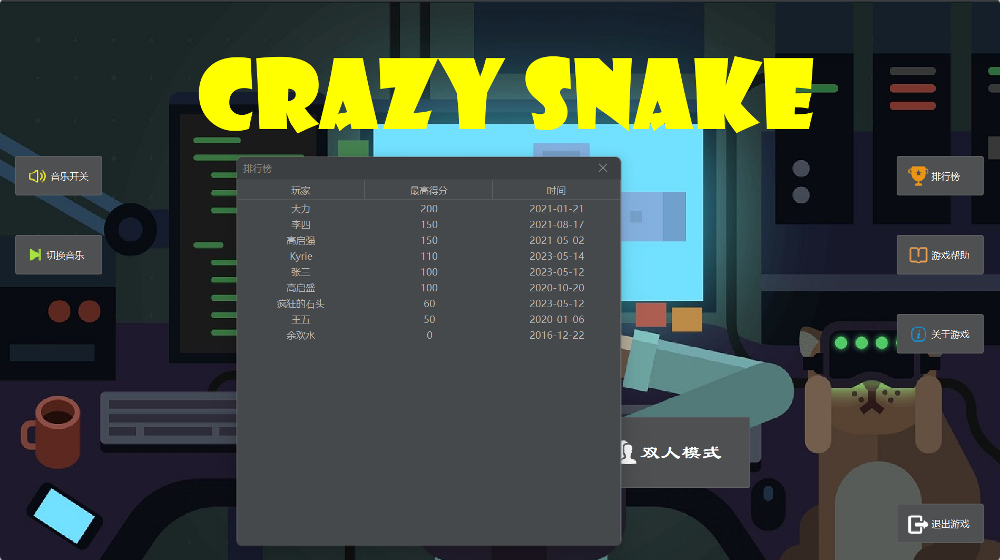 CRAZY SNAKE
音乐开关
切换音乐
排行榜
玩家 最高得分 时间
大力 200 2021-01-21
李四 150 2021-08-17
高启强 150 2021-05-02
Kyrie 110 2023-05-14
张三 100 2023-05-12
高启盛 100 2020-10-20
疯狂的石头 60 2023-05-12
王五 50 2020-01-06
余欢水 0 2016-12-22
双人模式
排行榜
游戏帮助
关于游戏
退出游戏